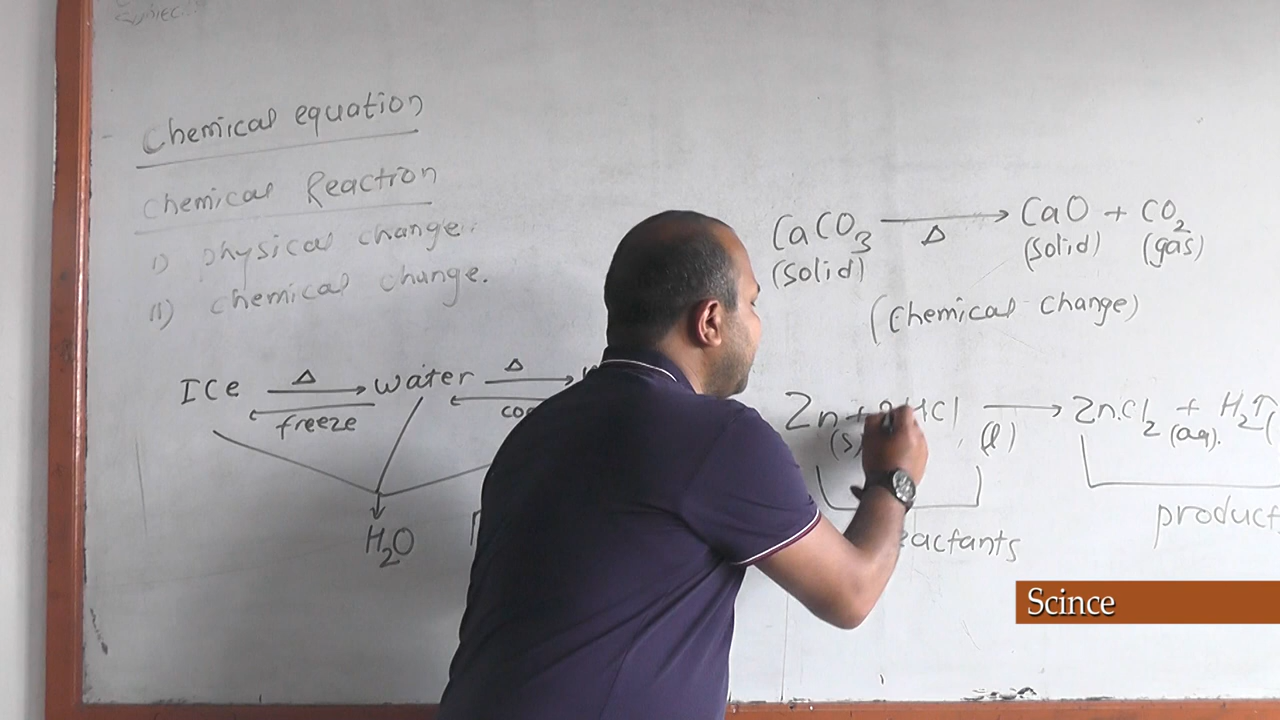 Chemical equation
Chemical Reaction
i) physical change.
ii) chemical change.
Ice Δ water Δ
freeze
H₂O
CaCO₃ Δ CaO + CO₂
(solid) (solid) (gas)
(Chemical change)
Zn + HCl → ZnCl₂ + H₂↑
(s) (l) (aq).
product
Scince